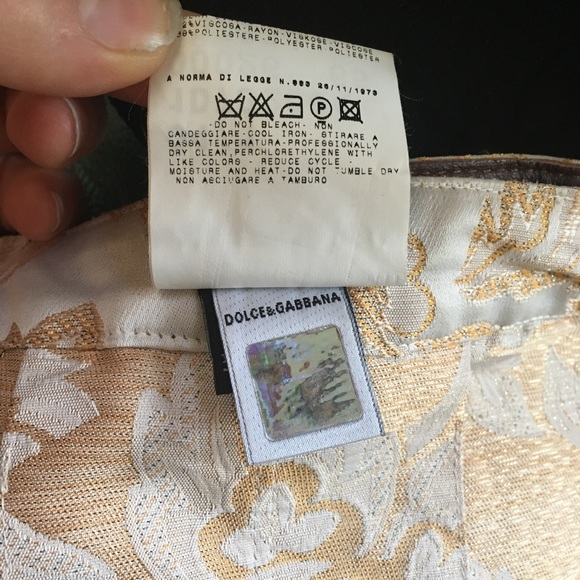 %VISCOSA-RAYON-VISKOSE-VISCOSE
%POLIESTERE-POLYESTER-POLYESTER
A NORMA DI LEGGE N.883 26/11/1973
P
-DO NOT BLEACH- NON
CANDEGGIARE-COOL IRON- STIRARE A
BASSA TEMPERATURA-PROFESSIONALLY
DRY CLEAN,PERCHLORETHYLENE WITH
LIKE COLORS - REDUCE CYCLE -
MOISTURE AND HEAT-DO NOT TUMBLE DRY
NON ASCIUGARE A TAMBURO
DOLCE&GABBANA